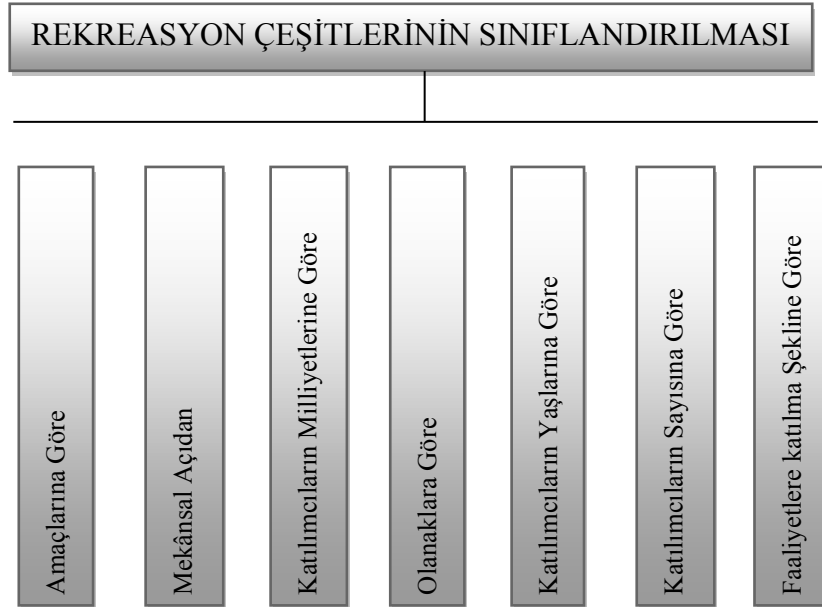 REKREASYON ÇEŞİTLERİNİN SINIFLANDIRILMASI
Amaçlarına Göre
Mekânsal Açıdan
Katılımcıların Milliyetlerine Göre
Olanaklara Göre
Katılımcıların Yaşlarına Göre
Katılımcıların Sayısına Göre
Faaliyetlere katılma Şekline Göre